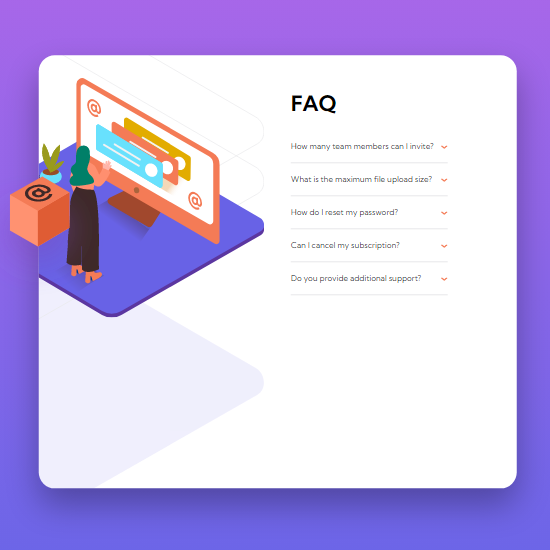 FAQ
How many team members can I invite?
What is the maximum file upload size?
How do I reset my password?
Can I cancel my subscription?
Do you provide additional support?
@
@
@